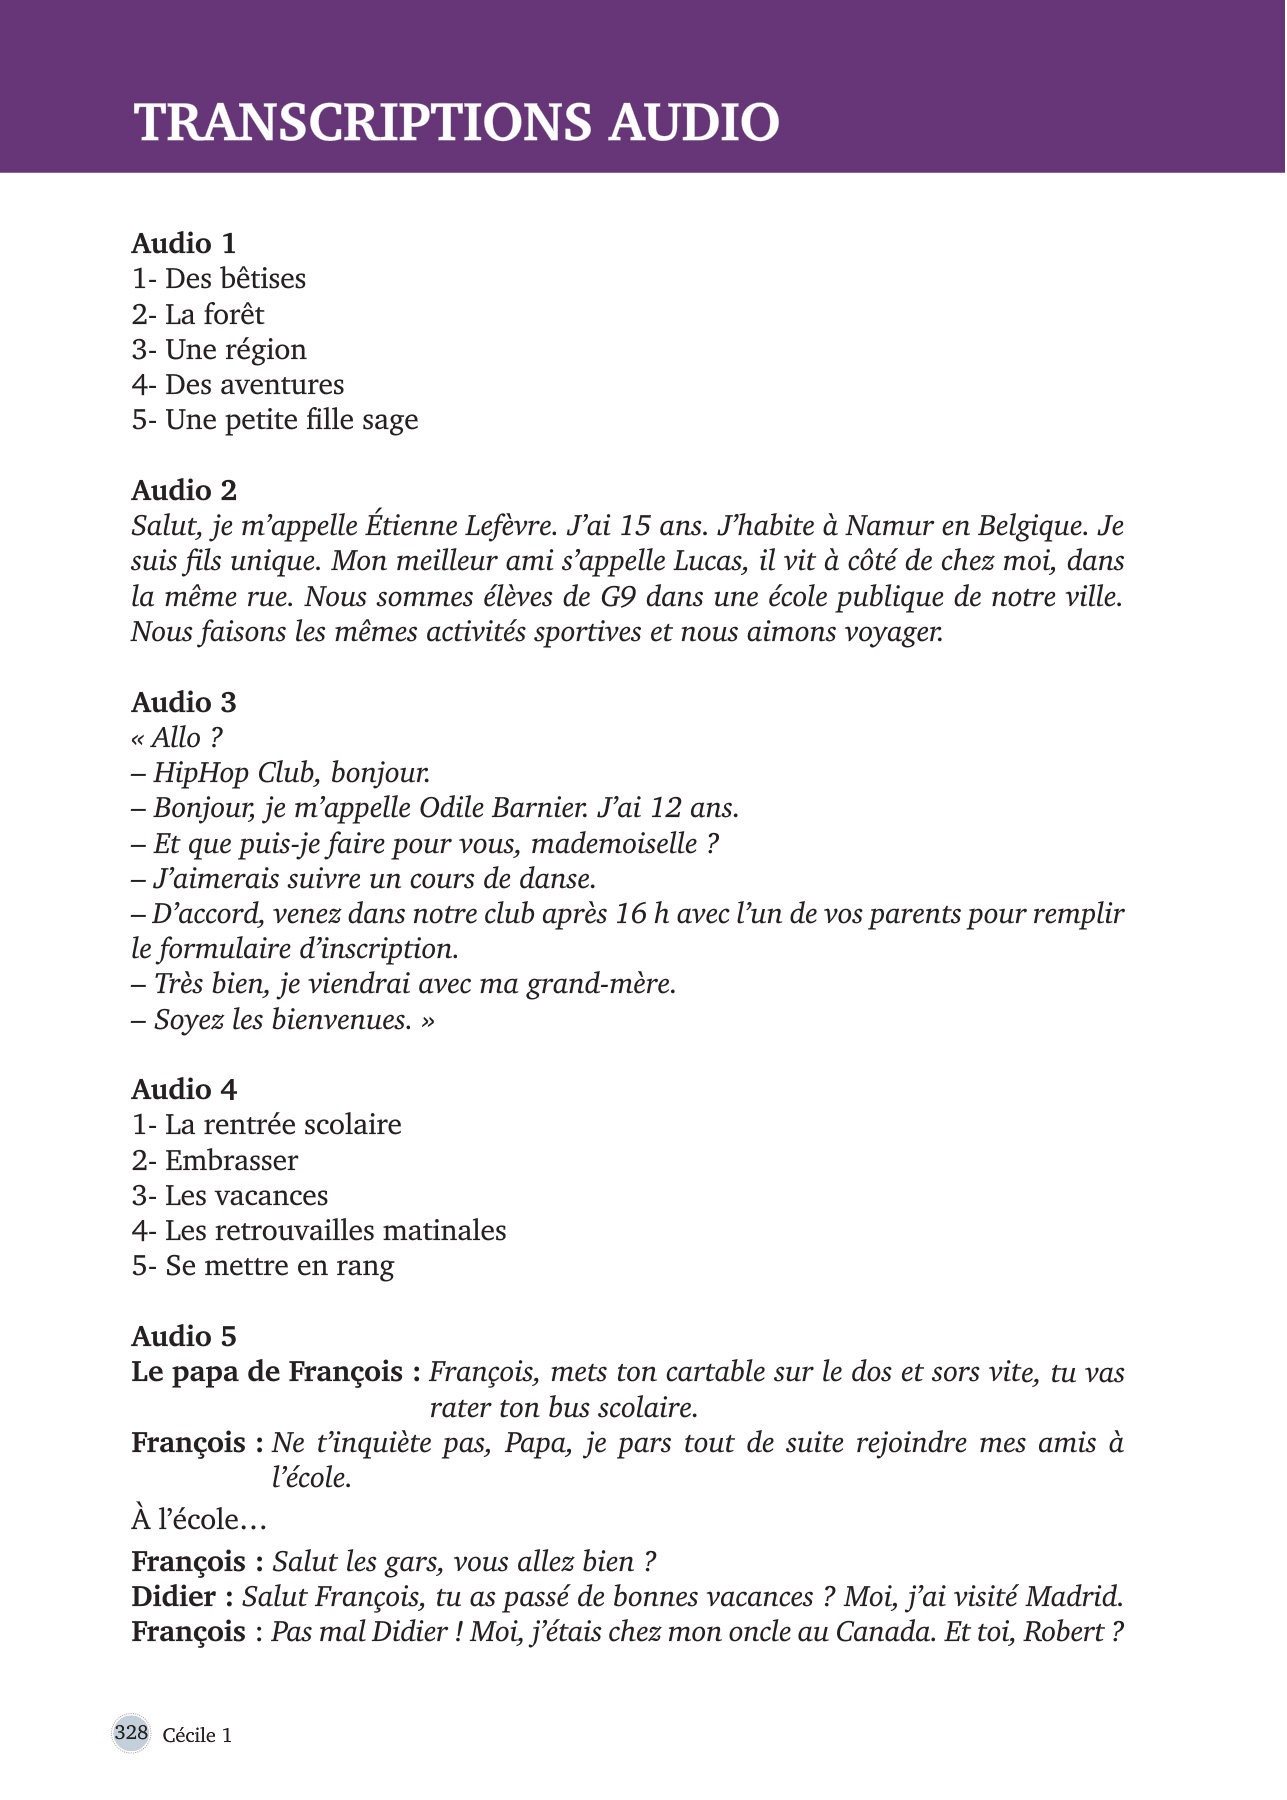 TRANSCRIPTIONS AUDIO
Audio 1
1- Des bêtises
2- La forêt
3- Une région
4- Des aventures
5- Une petite fille sage
Audio 2
Salut, je m’appelle Étienne Lefèvre. J’ai 15 ans. J’habite à Namur en Belgique. Je
suis fils unique. Mon meilleur ami s’appelle Lucas, il vit à côté de chez moi, dans
la même rue. Nous sommes élèves de G9 dans une école publique de notre ville.
Nous faisons les mêmes activités sportives et nous aimons voyager.
Audio 3
« Allo ?
– HipHop Club, bonjour.
– Bonjour, je m’appelle Odile Barnier. J’ai 12 ans.
– Et que puis-je faire pour vous, mademoiselle ?
– J’aimerais suivre un cours de danse.
– D’accord, venez dans notre club après 16 h avec l’un de vos parents pour remplir
le formulaire d’inscription.
– Très bien, je viendrai avec ma grand-mère.
– Soyez les bienvenues. »
Audio 4
1- La rentrée scolaire
2- Embrasser
3- Les vacances
4- Les retrouvailles matinales
5- Se mettre en rang
Audio 5
Le papa de François : François, mets ton cartable sur le dos et sors vite, tu vas
rater ton bus scolaire.
François : Ne t’inquiète pas, Papa, je pars tout de suite rejoindre mes amis à
l’école.
À l’école…
François : Salut les gars, vous allez bien ?
Didier : Salut François, tu as passé de bonnes vacances ? Moi, j’ai visité Madrid.
François : Pas mal Didier ! Moi, j’étais chez mon oncle au Canada. Et toi, Robert ?
328 Cécile 1